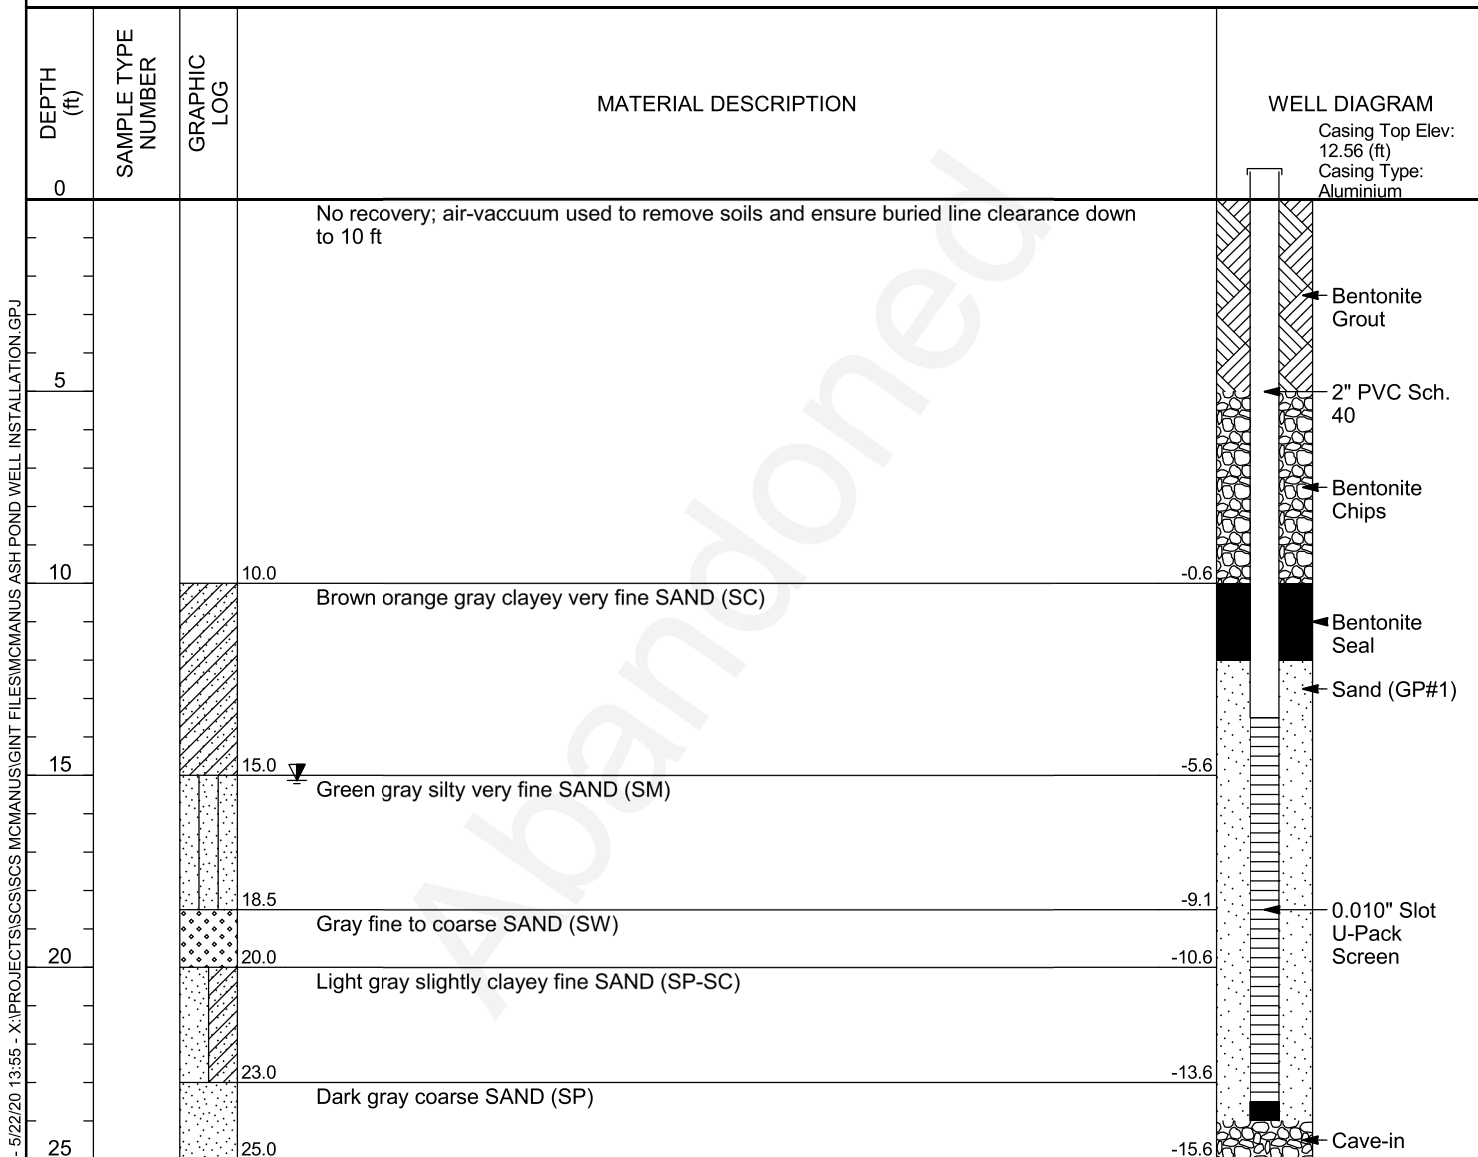 DEPTH
(ft)
SAMPLE TYPE
NUMBER
GRAPHIC
LOG
MATERIAL DESCRIPTION
WELL DIAGRAM
Casing Top Elev:
12.56 (ft)
Casing Type:
Aluminium
0
No recovery; air-vaccuum used to remove soils and ensure buried line clearance down
to 10 ft
Bentonite
Grout
5
2" PVC Sch.
40
Bentonite
Chips
10
10.0
-0.6
Brown orange gray clayey very fine SAND (SC)
Bentonite
Seal
Sand (GP#1)
15
15.0
-5.6
Green gray silty very fine SAND (SM)
18.5
-9.1
0.010" Slot
U-Pack
Screen
Gray fine to coarse SAND (SW)
20
20.0
-10.6
Light gray slightly clayey fine SAND (SP-SC)
23.0
-13.6
Dark gray coarse SAND (SP)
Cave-in
25
25.0
-15.6
Abandoned
- 5/22/20 13:55 - X:\PROJECTS\SCS\SCS MCMANUS\GINT FILES\MCMANUS ASH POND WELL INSTALLATION.GPJ